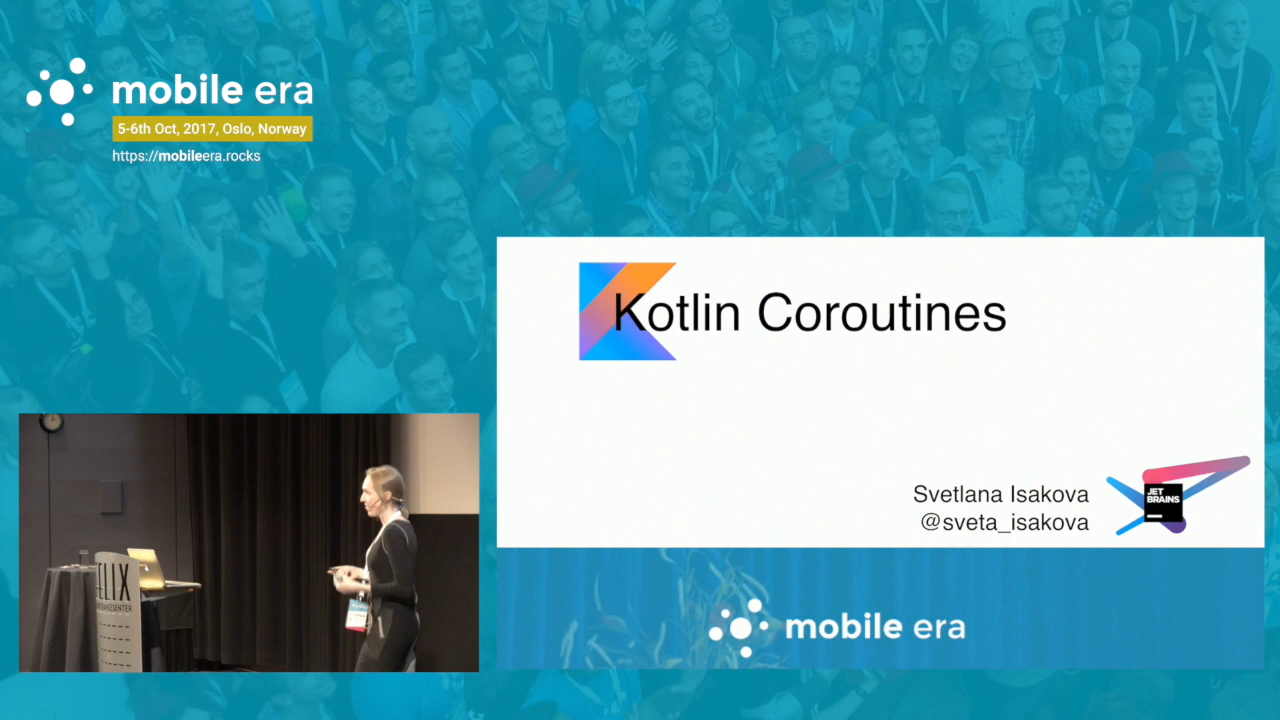 mobile era
5-6th Oct, 2017, Oslo, Norway
https://mobileera.rocks
Kotlin Coroutines
Svetlana Isakova
@sveta_isakova
JET
BRAINS
ELIX
mobile era